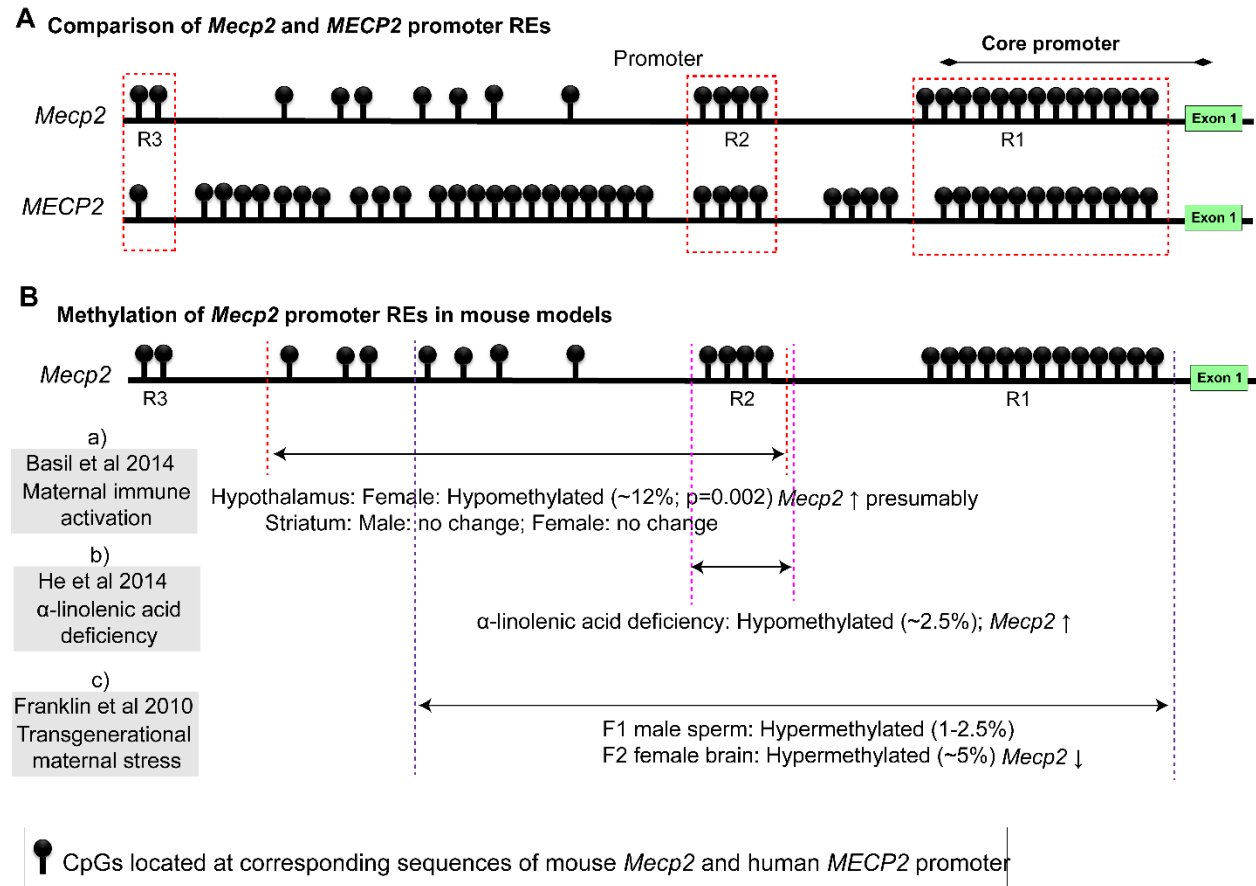 A Comparison of Mecp2 and MECP2 promoter REs
Promoter
Core promoter
Mecp2
R3
R2
R1
Exon 1
MECP2
Exon 1
B Methylation of Mecp2 promoter REs in mouse models
Mecp2
R3
R2
R1
Exon 1
a)
Basil et al 2014
Maternal immune
activation
Hypothalamus: Female: Hypomethylated (~12%; p=0.002) Mecp2 ↑ presumably
Striatum: Male: no change; Female: no change
b)
He et al 2014
α-linolenic acid
deficiency
α-linolenic acid deficiency: Hypomethylated (~2.5%); Mecp2 ↑
c)
Franklin et al 2010
Transgenerational
maternal stress
F1 male sperm: Hypermethylated (1-2.5%)
F2 female brain: Hypermethylated (~5%) Mecp2 ↓
CpGs located at corresponding sequences of mouse Mecp2 and human MECP2 promoter